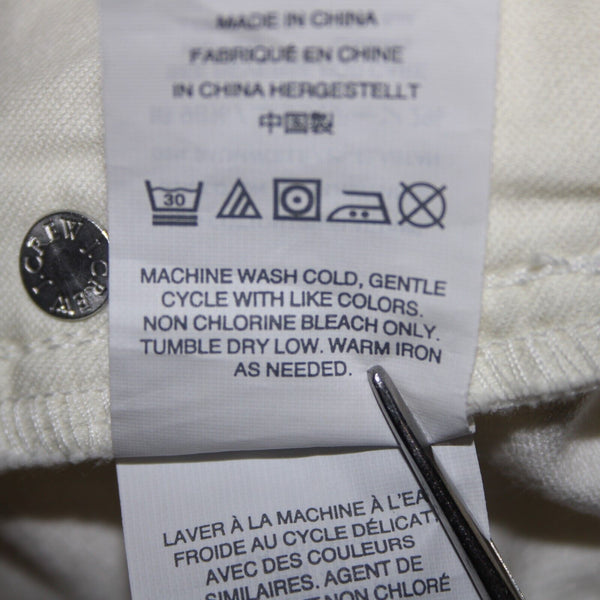 MADE IN CHINA
FABRIQUÉ EN CHINE
IN CHINA HERGESTELLT
中国製
30
J.CREW J.CREW
MACHINE WASH COLD, GENTLE
CYCLE WITH LIKE COLORS.
NON CHLORINE BLEACH ONLY.
TUMBLE DRY LOW. WARM IRON
AS NEEDED.
LAVER À LA MACHINE À L'EA
FROIDE AU CYCLE DÉLICAT
AVEC DES COULEURS
SIMILAIRES. AGENT DE
NON CHLORÉ